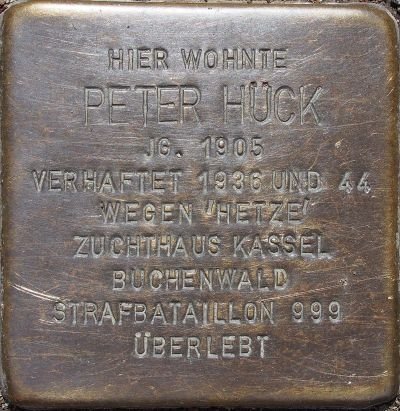 HIER WOHNTE
PETER HÜCK
JG. 1905
VERHAFTET 1936 UND 44
WEGEN 'HETZE'
ZUCHTHAUS KASSEL
BUCHENWALD
STRAFBATAILLON 999
ÜBERLEBT